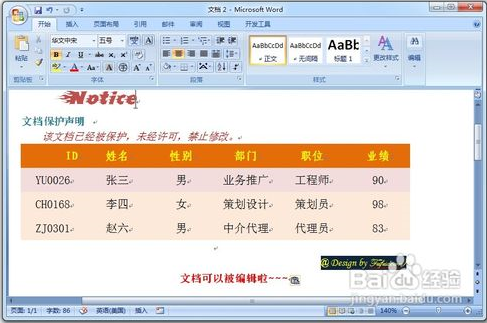 文档 2 - Microsoft Word
开始 插入 页面布局 引用 邮件 审阅 视图 开发工具
粘贴
华文中宋 五号
AaBbCcDd AaBbCcDd AaBb
正文 无间隔 标题 1
更改样式 编辑
剪贴板 字体 段落 样式
Notice
文档保护声明
该文档已经被保护，未经许可，禁止修改。
ID 姓名 性别 部门 职位 业绩
YU0026 张三 男 业务推广 工程师 90
CH0168 李四 女 策划设计 策划员 98
ZJ0301 赵六 男 中介代理 代理员 83
@ Design by
文档可以被编辑啦~~~
Baidu 经验
jingyan.baidu.com
页面: 1/1 字数: 86 英语(美国) 插入 140%